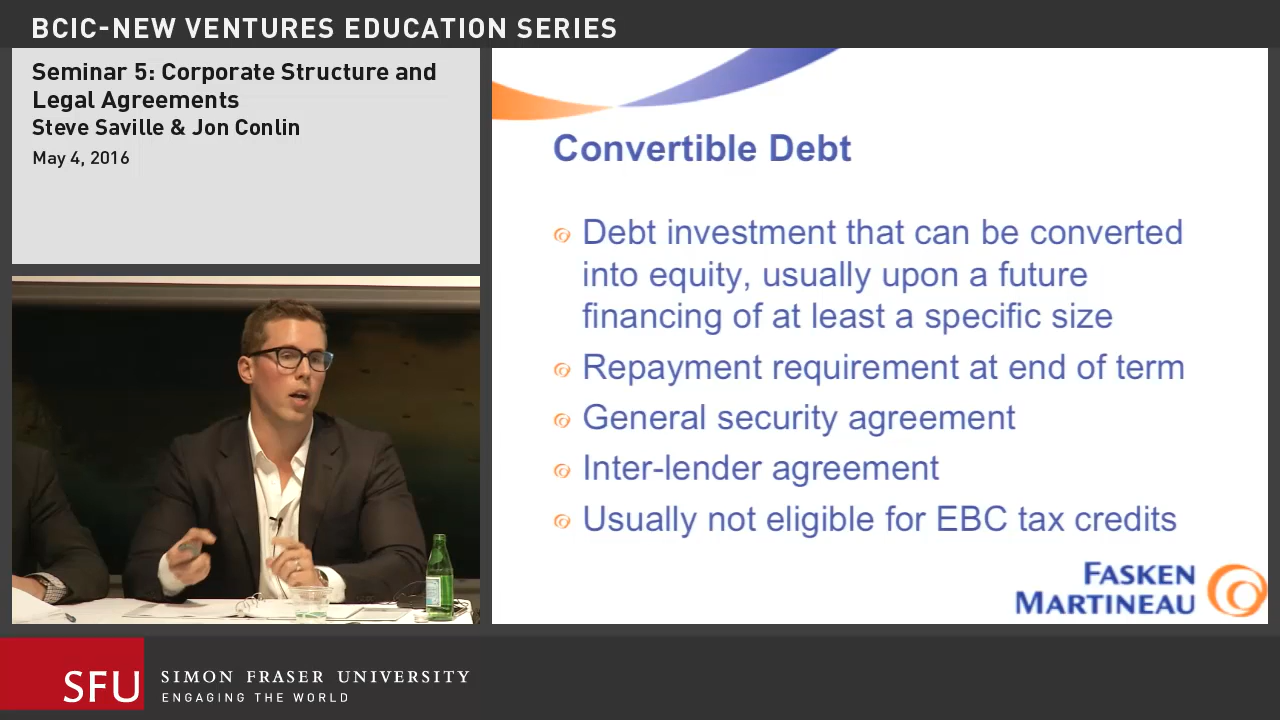 BCIC-NEW VENTURES EDUCATION SERIES
Seminar 5: Corporate Structure and
Legal Agreements
Steve Saville & Jon Conlin
May 4, 2016
Convertible Debt
Debt investment that can be converted
into equity, usually upon a future
financing of at least a specific size
Repayment requirement at end of term
General security agreement
Inter-lender agreement
Usually not eligible for EBC tax credits
FASKEN
MARTINEAU
SFU
SIMON FRASER UNIVERSITY
ENGAGING THE WORLD